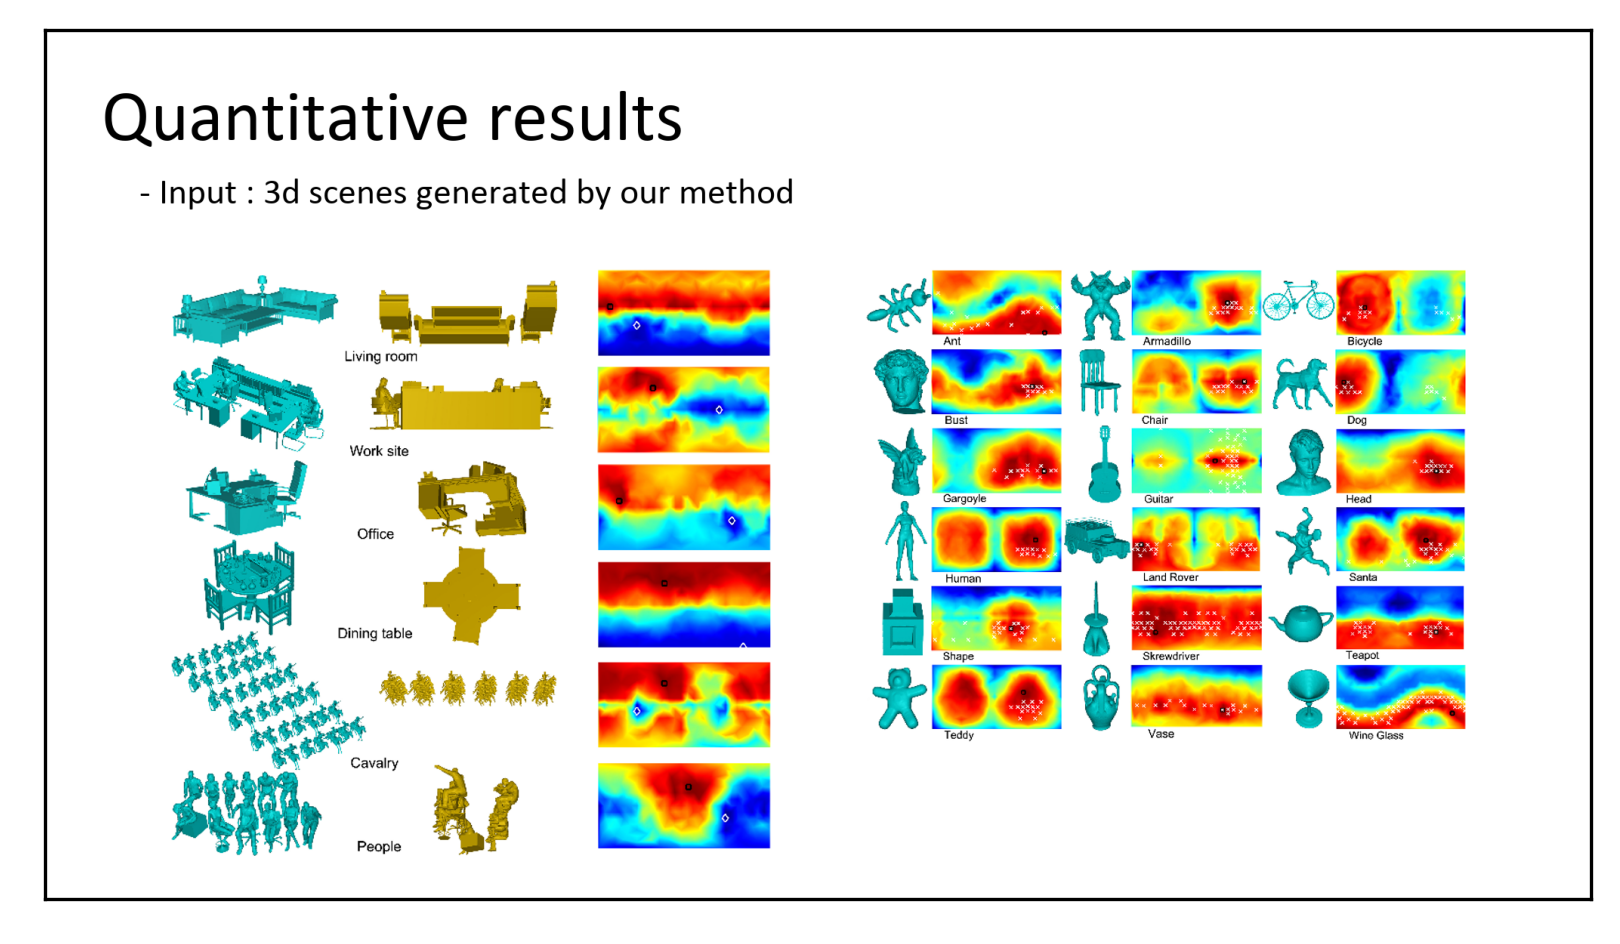 Quantitative results
- Input : 3d scenes generated by our method
Living room
Work site
Office
Dining table
Cavalry
People
Ant
Armadillo
Bicycle
Bust
Chair
Dog
Gargoyle
Guitar
Head
Human
Land Rover
Santa
Shape
Skrewdriver
Teapot
Teddy
Vase
Wine Glass